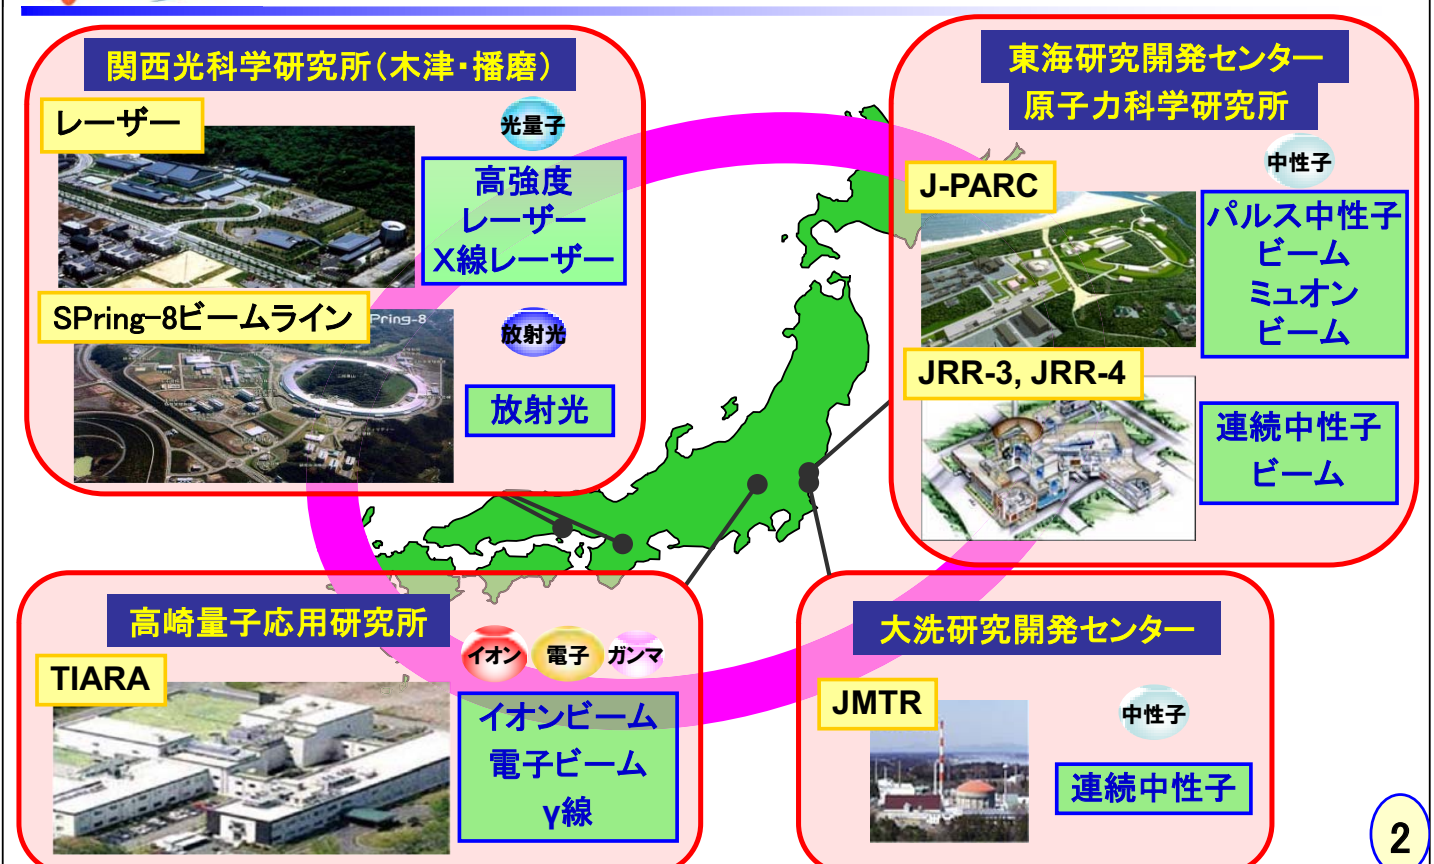 関西光科学研究所（木津・播磨）
レーザー
光量子
高強度
レーザー
X線レーザー
SPring-8ビームライン
Pring-8
放射光
放射光
東海研究開発センター
原子力科学研究所
J-PARC
中性子
パルス中性子
ビーム
ミュオン
ビーム
JRR-3, JRR-4
連続中性子
ビーム
高崎量子応用研究所
TIARA
イオン
電子
ガンマ
イオンビーム
電子ビーム
γ線
大洗研究開発センター
JMTR
中性子
連続中性子
2